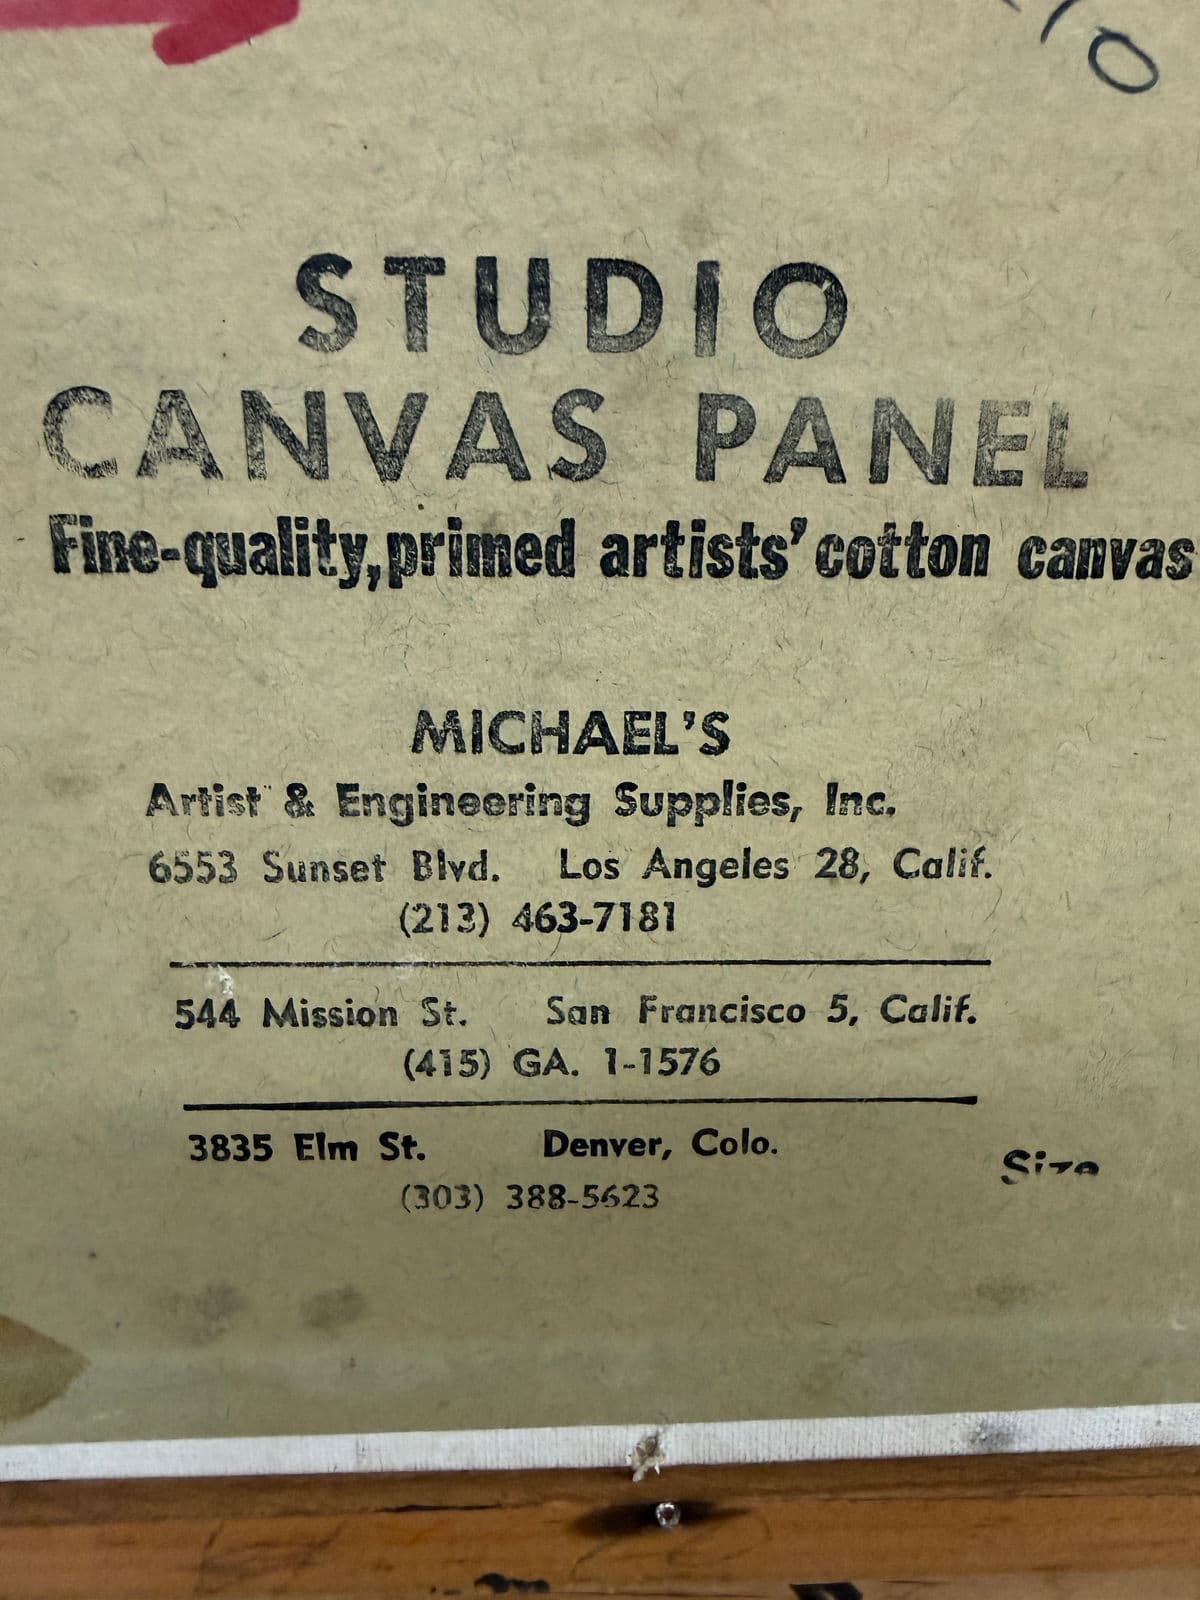 STUDIO
CANVAS PANEL
Fine-quality, primed artists' cotton canvas
MICHAEL'S
Artist & Engineering Supplies, Inc.
6553 Sunset Blvd. Los Angeles 28, Calif.
(213) 463-7181
544 Mission St. San Francisco 5, Calif.
(415) GA. 1-1576
3835 Elm St. Denver, Colo.
(303) 388-5623
Size